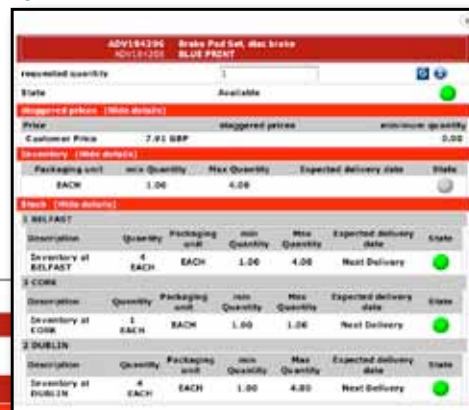 ADV184206 Brake Pad Set, disc brake
ADV184206 BLUE PRINT
requested quantity 1
State Available
staggered prices (Hide details)
Price staggered prices minimum quantity
Customer Price 7.91 GBP 0.00
Inventory (Hide details)
Packaging unit min Quantity Max Quantity Expected delivery date State
EACH 1.00 4.00
Stock (Hide details)
1 BELFAST
Description Quantity Packaging unit min Quantity Max Quantity Expected delivery date State
Inventory at BELFAST 4 EACH EACH 1.00 4.00 Next Delivery
3 CORK
Description Quantity Packaging unit min Quantity Max Quantity Expected delivery date State
Inventory at CORK 1 EACH EACH 1.00 1.00 Next Delivery
2 DUBLIN
Description Quantity Packaging unit min Quantity Max Quantity Expected delivery date State
Inventory at DUBLIN 4 EACH EACH 1.00 4.00 Next Delivery